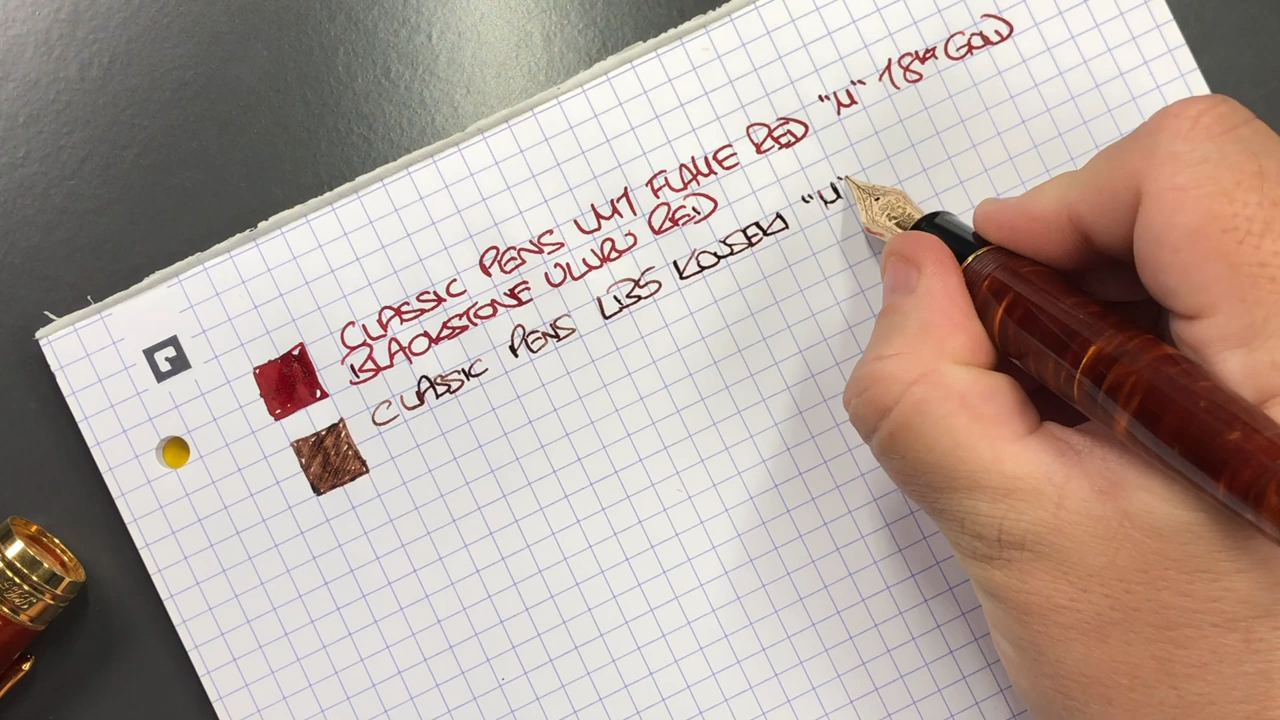 CLASSIC PENS LM1 FLAME RED "M" 18K GOLD
BLACKSTONE ULURU RED
CLASSIC PENS LB5 KOUSEKI "M"